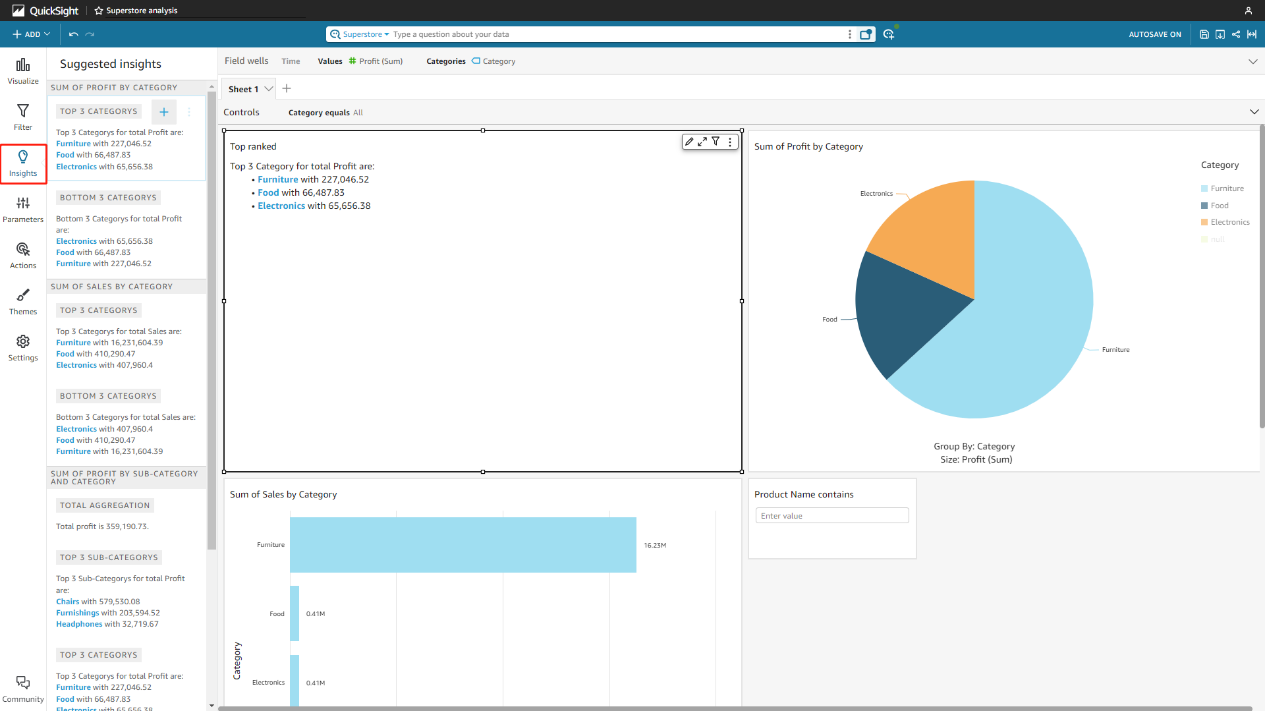 QuickSight
Superstore analysis
ADD
Superstore
Type a question about your data
AUTOSAVE ON
Visualize
Filter
Insights
Parameters
Actions
Themes
Settings
Community
Suggested insights
SUM OF PROFIT BY CATEGORY
TOP 3 CATEGORYS
Top 3 Categorys for total Profit are:
Furniture with 227,046.52
Food with 66,487.83
Electronics with 65,656.38
BOTTOM 3 CATEGORYS
Bottom 3 Categorys for total Profit
are:
Electronics with 65,656.38
Food with 66,487.83
Furniture with 227,046.52
SUM OF SALES BY CATEGORY
TOP 3 CATEGORYS
Top 3 Categorys for total Sales are:
Furniture with 16,231,604.39
Food with 410,290.47
Electronics with 407,960.4
BOTTOM 3 CATEGORYS
Bottom 3 Categorys for total Sales are:
Electronics with 407,960.4
Food with 410,290.47
Furniture with 16,231,604.39
SUM OF PROFIT BY SUB-CATEGORY
AND CATEGORY
TOTAL AGGREGATION
Total profit is 359,190.73.
TOP 3 SUB-CATEGORYS
Top 3 Sub-Categorys for total Profit
are:
Chairs with 579,530.08
Furnishings with 203,594.52
Headphones with 32,719.67
TOP 3 CATEGORYS
Top 3 Categorys for total Profit are:
Furniture with 227,046.52
Food with 66,487.83
Electronics with 65,656.38
Field wells
Time
Values # Profit (Sum)
Categories Category
Sheet 1
Controls
Category equals All
Top ranked
Top 3 Category for total Profit are:
• Furniture with 227,046.52
• Food with 66,487.83
• Electronics with 65,656.38
Sum of Profit by Category
Category
Furniture
Food
Electronics
null
Electronics
Food
Furniture
Group By: Category
Size: Profit (Sum)
Sum of Sales by Category
Category
Furniture
16.23M
Food
0.41M
Electronics
0.41M
Product Name contains
Enter value